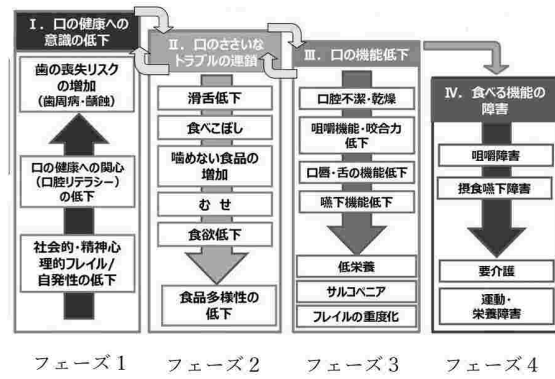 Ⅰ. 口の健康への
意識の低下
歯の喪失リスク
の増加
(歯周病・齲蝕)
口の健康への関心
(口腔リテラシー)
の低下
社会的・精神心
理的フレイル/
自発性の低下
フェーズ1
Ⅱ. 口のささいな
トラブルの連鎖
滑舌低下
食べこぼし
噛めない食品の
増加
むせ
食欲低下
食品多様性の
低下
フェーズ2
Ⅲ. 口の機能低下
口腔不潔・乾燥
咀嚼機能・咬合力
低下
口唇・舌の機能低下
嚥下機能低下
低栄養
サルコペニア
フレイルの重度化
フェーズ3
Ⅳ. 食べる機能の
障害
咀嚼障害
摂食嚥下障害
要介護
運動・
栄養障害
フェーズ4